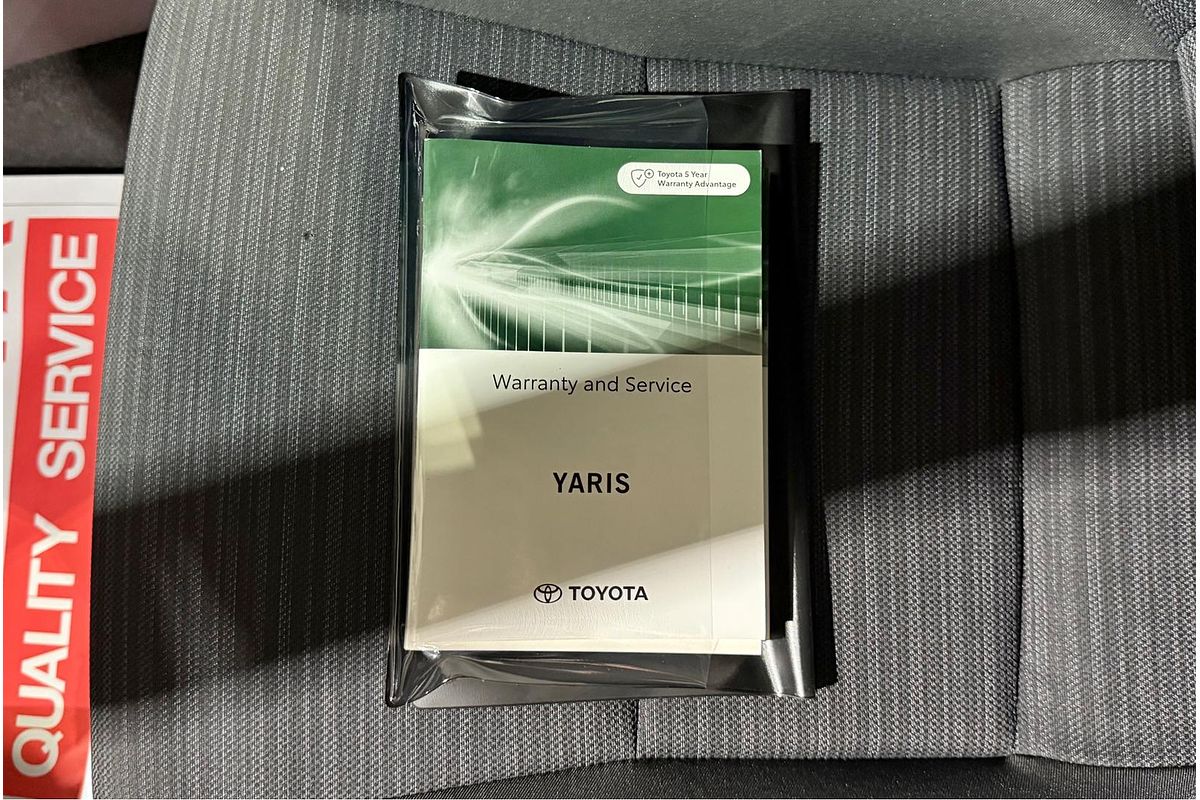 Toyota 5 Year
Warranty Advantage
Warranty and Service
YARIS
TOYOTA
QUALITY SERVICE